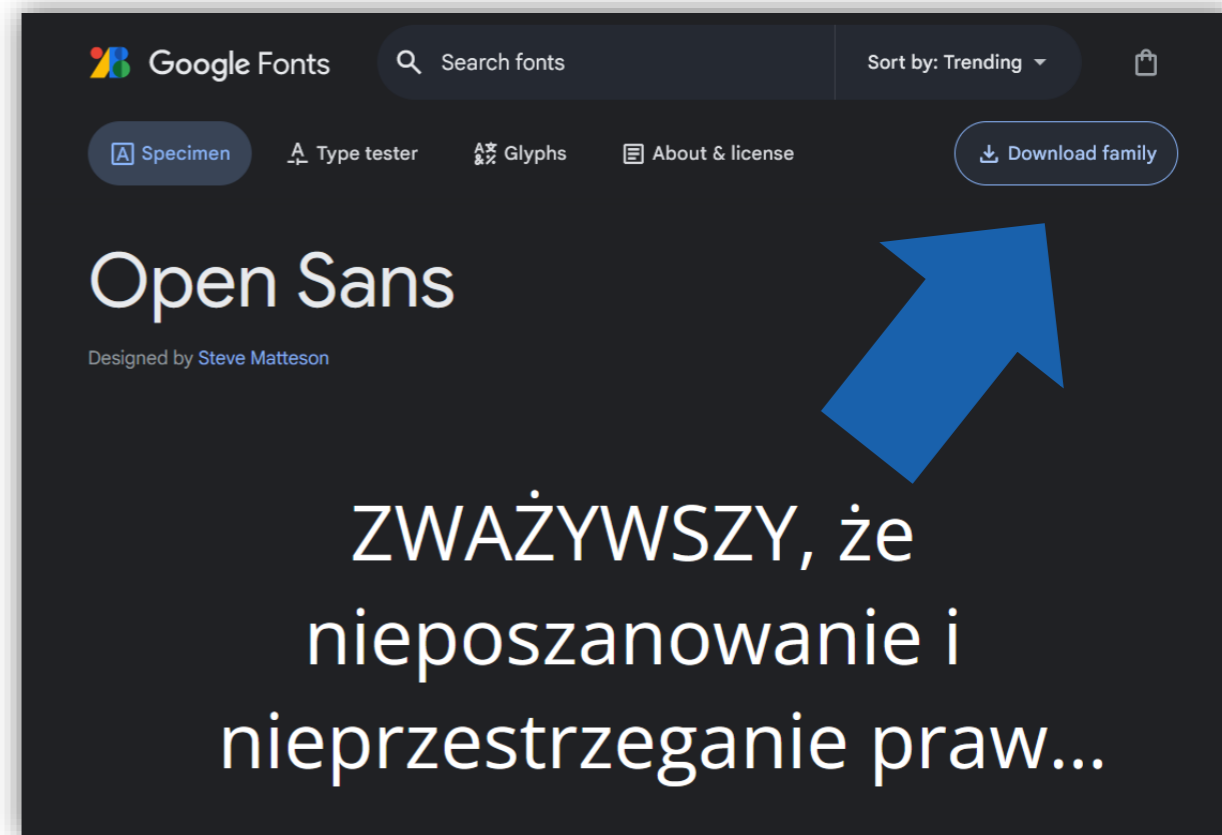 Google Fonts
Search fonts
Sort by: Trending
Specimen
Type tester
Glyphs
About & license
Download family
Open Sans
Designed by Steve Matteson
ZWAŻYWSZY, że
nieposzanowanie i
nieprzestrzeganie praw...